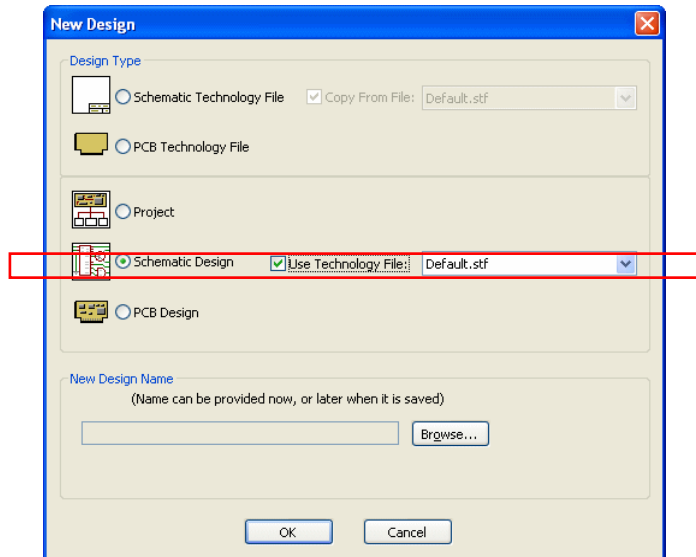 New Design
Design Type
Schematic Technology File Copy From File: Default.stf
PCB Technology File
Project
Schematic Design Use Technology File: Default.stf
PCB Design
New Design Name
(Name can be provided now, or later when it is saved)
Browse...
OK Cancel